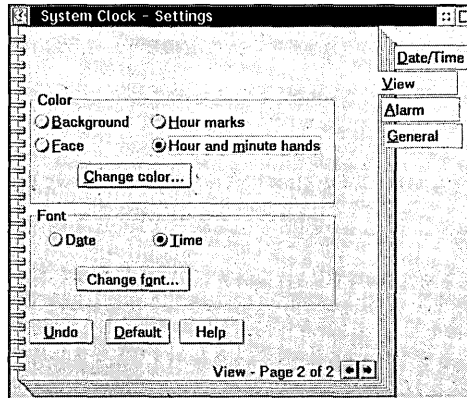 System Clock - Settings
Date/Time
View
Alarm
General
Color
Background Hour marks
Face Hour and minute hands
Change color...
Font
Date Time
Change font...
Undo Default Help
View - Page 2 of 2